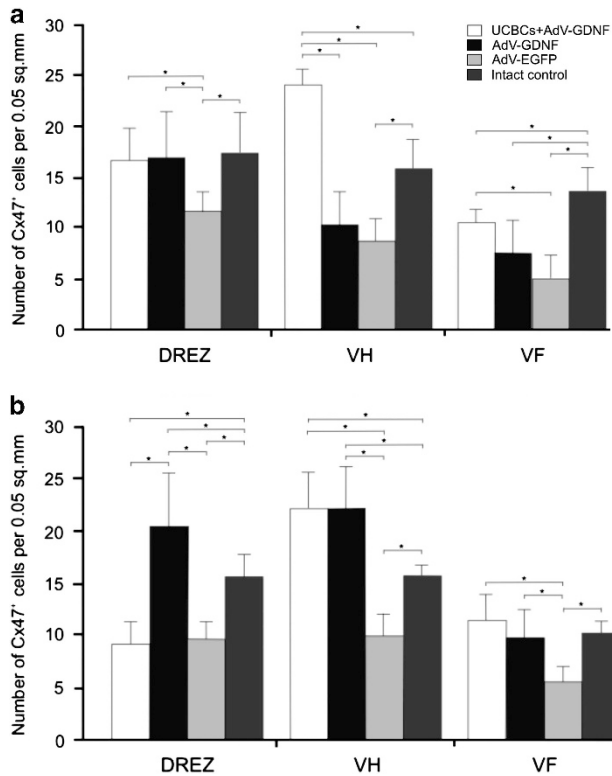 a
UCBCs+AdV-GDNF
AdV-GDNF
AdV-EGFP
Intact control
Number of Cx47+ cells per 0.05 sq.mm
30
25
20
15
10
5
0
* * *
* * * *
* * * *
DREZ VH VF
b
Number of Cx47+ cells per 0.05 sq.mm
30
25
20
15
10
5
0
* * * * *
* * * * *
* * *
DREZ VH VF